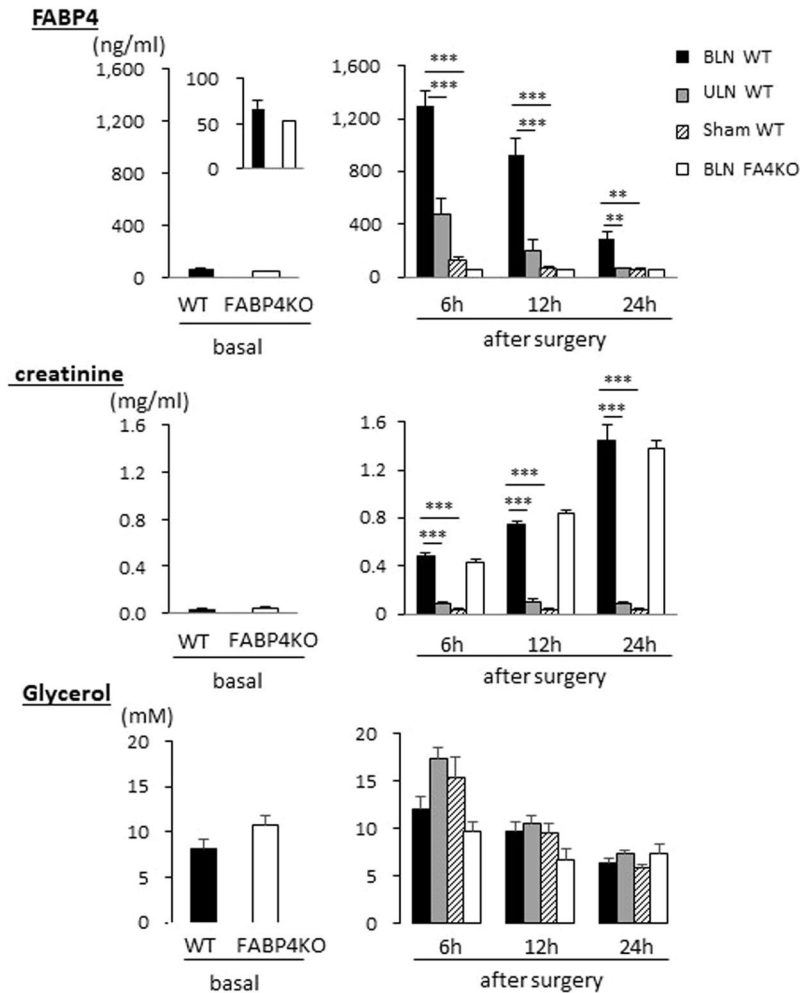 FABP4
(ng/ml)
1,600
1,200
800
400
0
100
50
0
WT FABP4KO
basal
1,600
1,200
800
400
0
*** 
***
***
***
**
**
6h 12h 24h
after surgery
BLN WT
ULN WT
Sham WT
BLN FA4KO
creatinine
(mg/ml)
1.6
1.2
0.8
0.4
0.0
WT FABP4KO
basal
1.6
1.2
0.8
0.4
0
***
***
***
***
***
***
6h 12h 24h
after surgery
Glycerol
(mM)
20
15
10
5
0
WT FABP4KO
basal
20
15
10
5
0
6h 12h 24h
after surgery